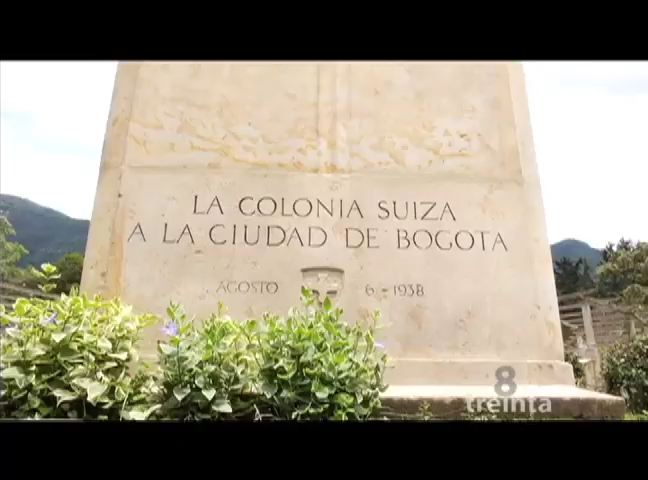 LA COLONIA SUIZA
A LA CIUDAD DE BOGOTA
AGOSTO 6-1938
8
treinta